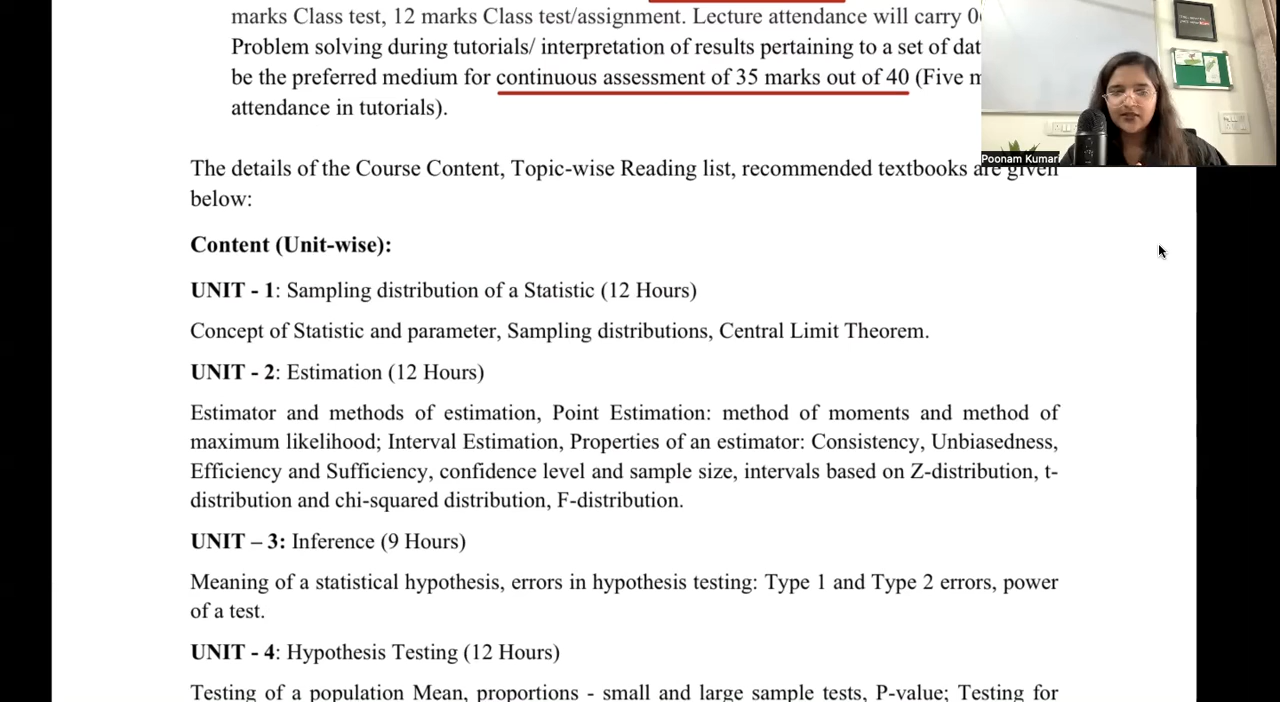 marks Class test, 12 marks Class test/assignment. Lecture attendance will carry
Problem solving during tutorials/ interpretation of results pertaining to a set of
be the preferred medium for continuous assessment of 35 marks out of 40 (Five
attendance in tutorials).
The details of the Course Content, Topic-wise Reading list, recommended textbooks are given
below:
Content (Unit-wise):
UNIT - 1: Sampling distribution of a Statistic (12 Hours)
Concept of Statistic and parameter, Sampling distributions, Central Limit Theorem.
UNIT - 2: Estimation (12 Hours)
Estimator and methods of estimation, Point Estimation: method of moments and method of
maximum likelihood; Interval Estimation, Properties of an estimator: Consistency, Unbiasedness,
Efficiency and Sufficiency, confidence level and sample size, intervals based on Z-distribution, t-
distribution and chi-squared distribution, F-distribution.
UNIT – 3: Inference (9 Hours)
Meaning of a statistical hypothesis, errors in hypothesis testing: Type 1 and Type 2 errors, power
of a test.
UNIT - 4: Hypothesis Testing (12 Hours)
Testing of a population Mean, proportions - small and large sample tests, P-value; Testing for
Poonam Kumar